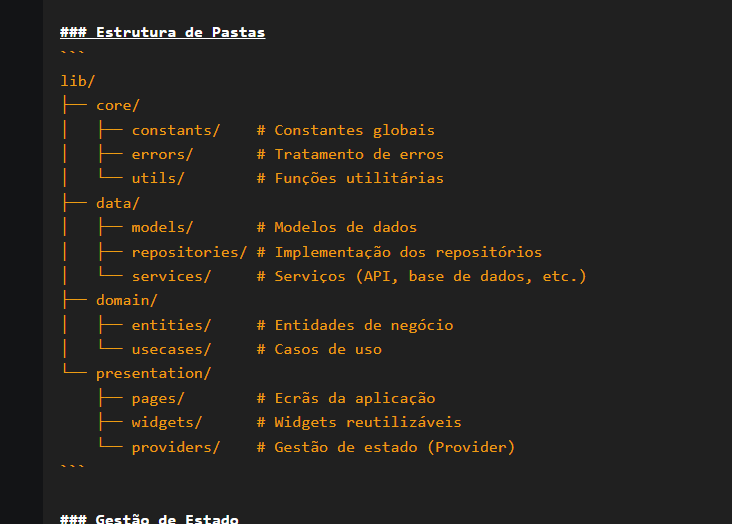 ### Estrutura de Pastas
```
lib/
├── core/
│   ├── constants/    # Constantes globais
│   ├── errors/       # Tratamento de erros
│   └── utils/        # Funções utilitárias
├── data/
│   ├── models/       # Modelos de dados
│   ├── repositories/ # Implementação dos repositórios
│   └── services/     # Serviços (API, base de dados, etc.)
├── domain/
│   ├── entities/     # Entidades de negócio
│   └── usecases/     # Casos de uso
└── presentation/
    ├── pages/        # Ecrãs da aplicação
    ├── widgets/      # Widgets reutilizáveis
    └── providers/    # Gestão de estado (Provider)
```
### Gestão de Estado